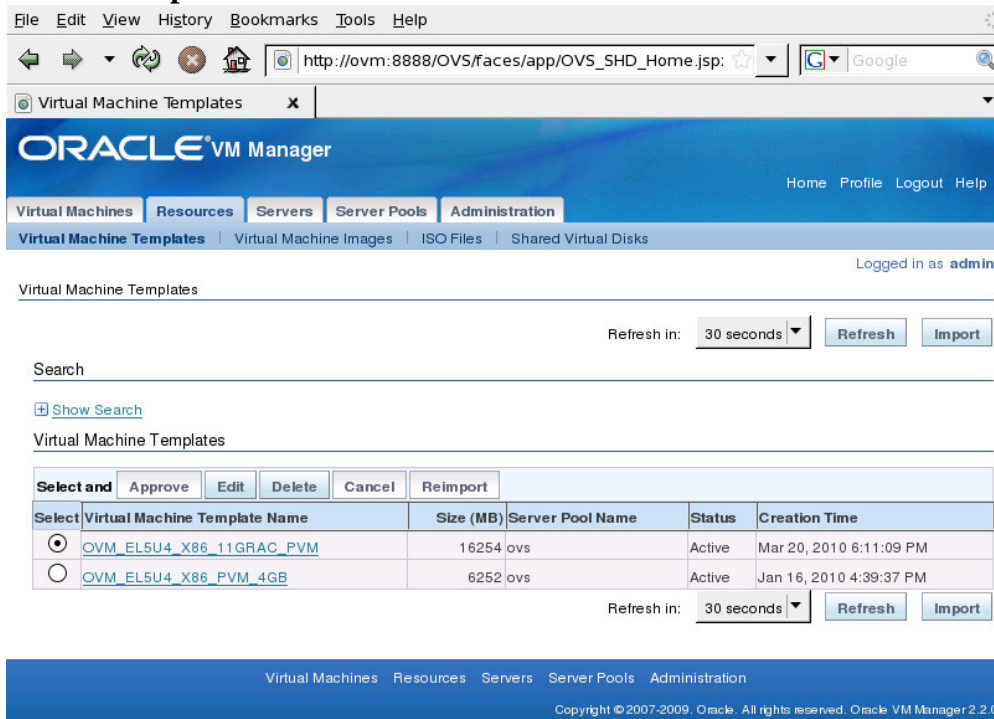 File Edit View History Bookmarks Tools Help
http://ovm:8888/OVS/faces/app/OVS_SHD_Home.jsp: G Google
Virtual Machine Templates x
ORACLE VM Manager
Home Profile Logout Help
Virtual Machines Resources Servers Server Pools Administration
Virtual Machine Templates | Virtual Machine Images | ISO Files | Shared Virtual Disks
Logged in as admin
Virtual Machine Templates
Refresh in: 30 seconds Refresh Import
Search
Show Search
Virtual Machine Templates
Select and Approve Edit Delete Cancel Reimport
Select Virtual Machine Template Name Size (MB) Server Pool Name Status Creation Time
OVM_EL5U4_X86_11GRAC_PVM 16254 ovs Active Mar 20, 2010 6:11:09 PM
OVM_EL5U4_X86_PVM_4GB 6252 ovs Active Jan 16, 2010 4:39:37 PM
Refresh in: 30 seconds Refresh Import
Virtual Machines Resources Servers Server Pools Administration
Copyright © 2007-2009. Oracle. All rights reserved. Oracle VM Manager 2.2.0